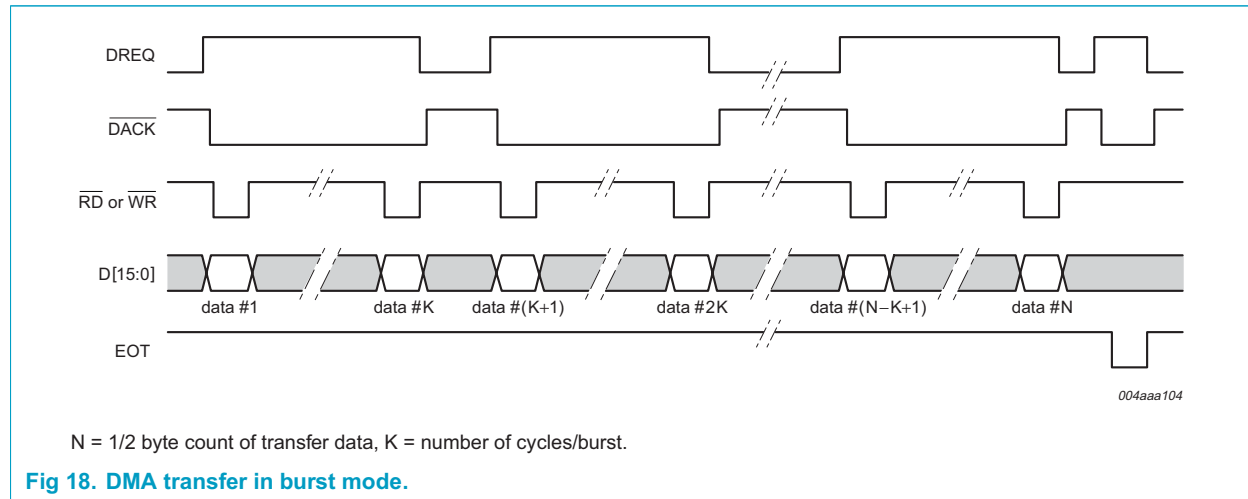 DREQ
DACK
RD or WR
D[15:0]
data #1 data #K data #(K+1) data #2K data #(N−K+1) data #N
EOT
004aaa104
N = 1/2 byte count of transfer data, K = number of cycles/burst.
Fig 18. DMA transfer in burst mode.